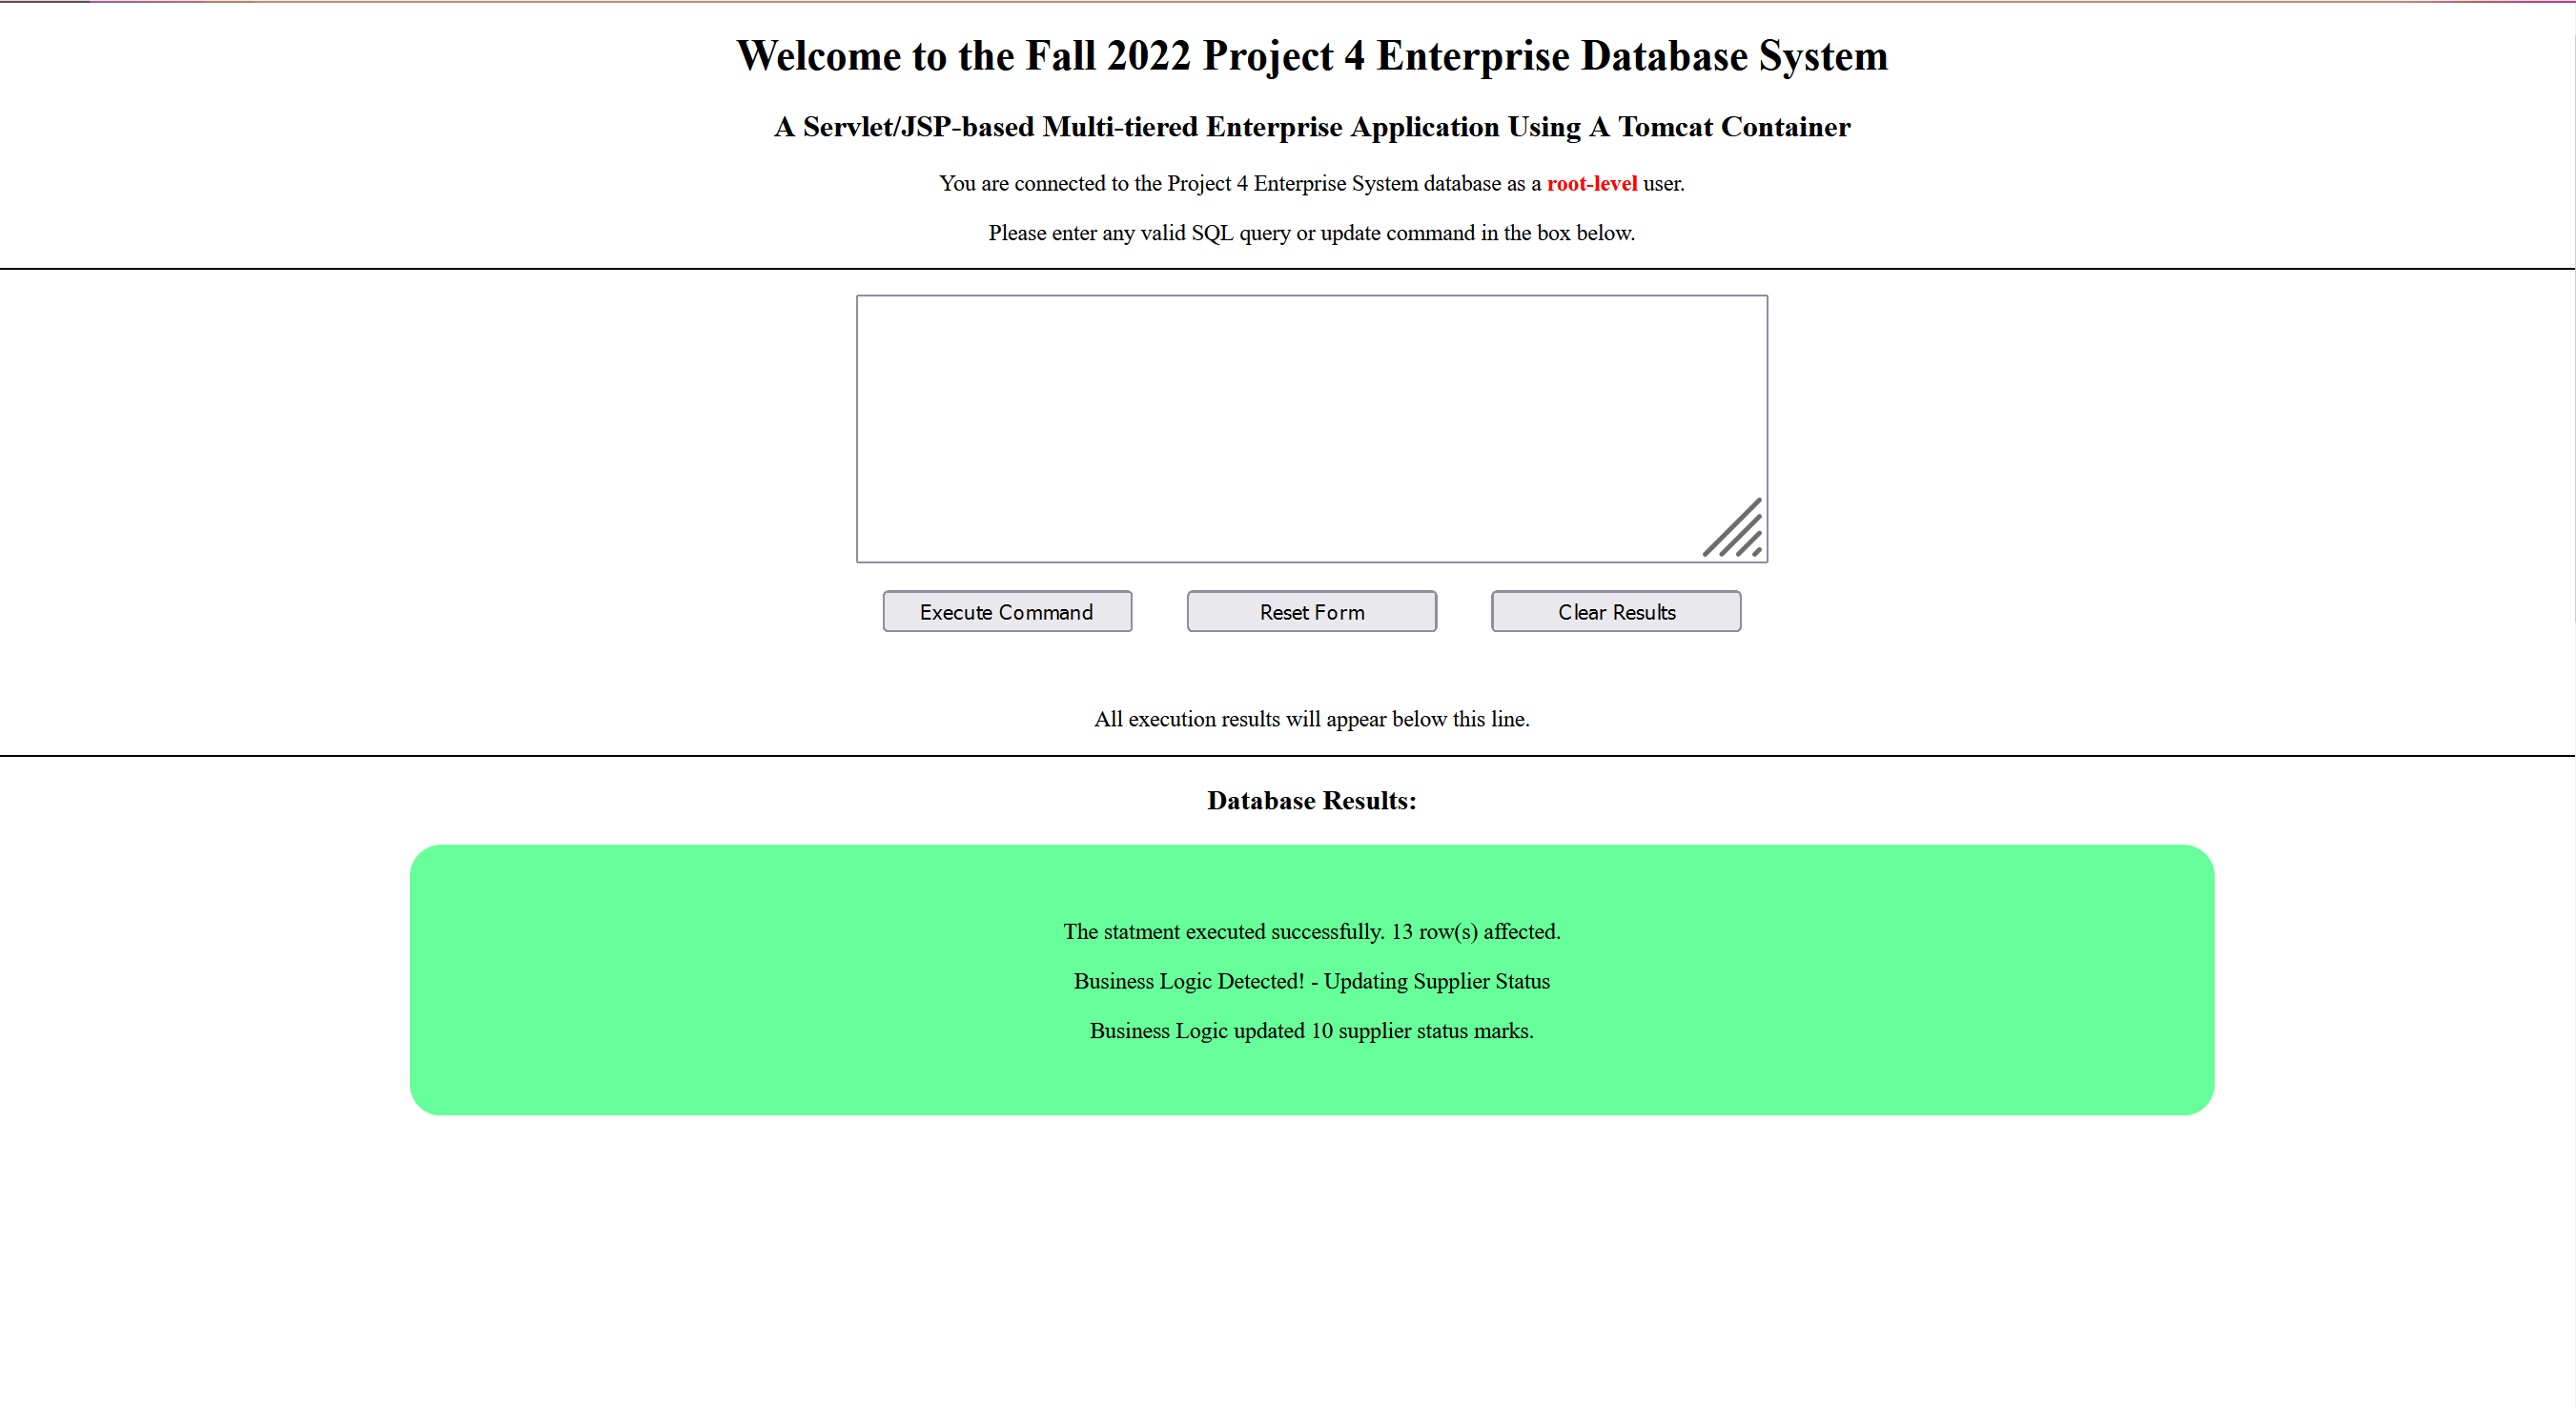 Welcome to the Fall 2022 Project 4 Enterprise Database System
A Servlet/JSP-based Multi-tiered Enterprise Application Using A Tomcat Container
You are connected to the Project 4 Enterprise System database as a root-level user.
Please enter any valid SQL query or update command in the box below.
Execute Command
Reset Form
Clear Results
All execution results will appear below this line.
Database Results:
The statment executed successfully. 13 row(s) affected.
Business Logic Detected! - Updating Supplier Status
Business Logic updated 10 supplier status marks.